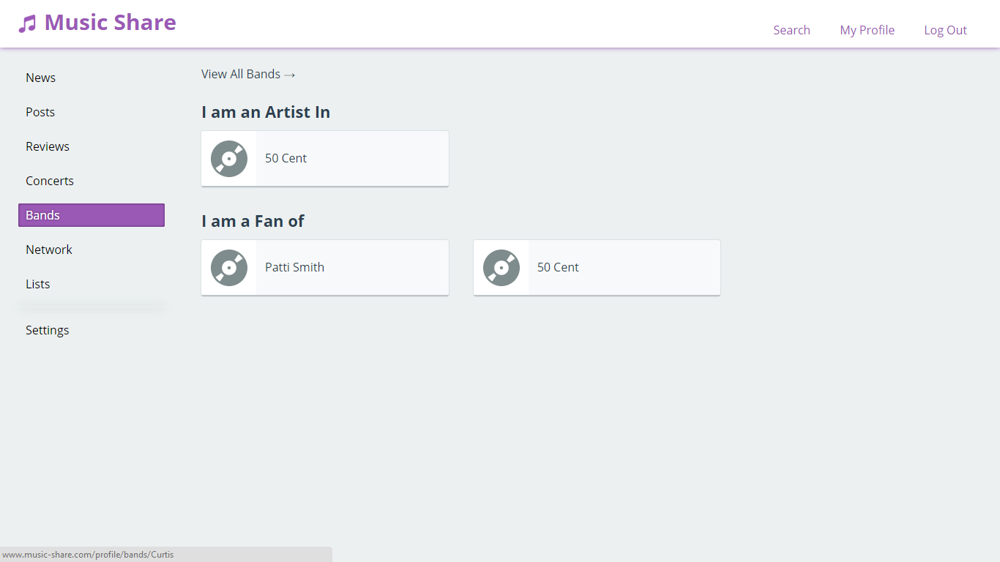 Music Share
Search
My Profile
Log Out
News
Posts
Reviews
Concerts
Bands
Network
Lists
Settings
View All Bands →
I am an Artist In
50 Cent
I am a Fan of
Patti Smith
50 Cent
www.music-share.com/profile/bands/Curtis